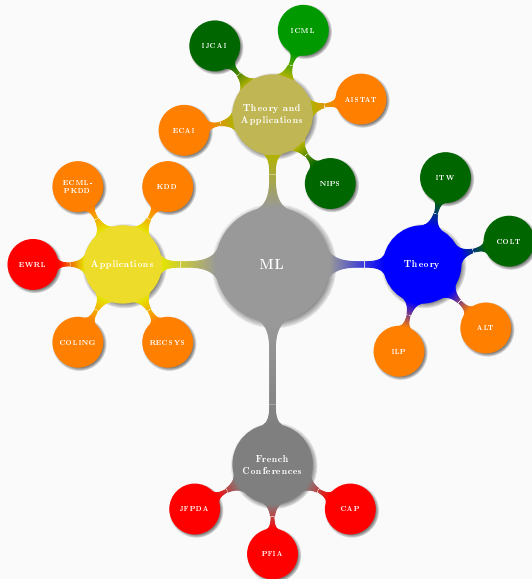 ICML
IJCAI
AISTAT
Theory and
Applications
ECAI
NIPS
ITW
ECML-
PKDD
KDD
COLT
EWRL
Applications
ML
Theory
ALT
COLING
RECSYS
ILP
French
Conferences
JFPDA
CAP
PFIA